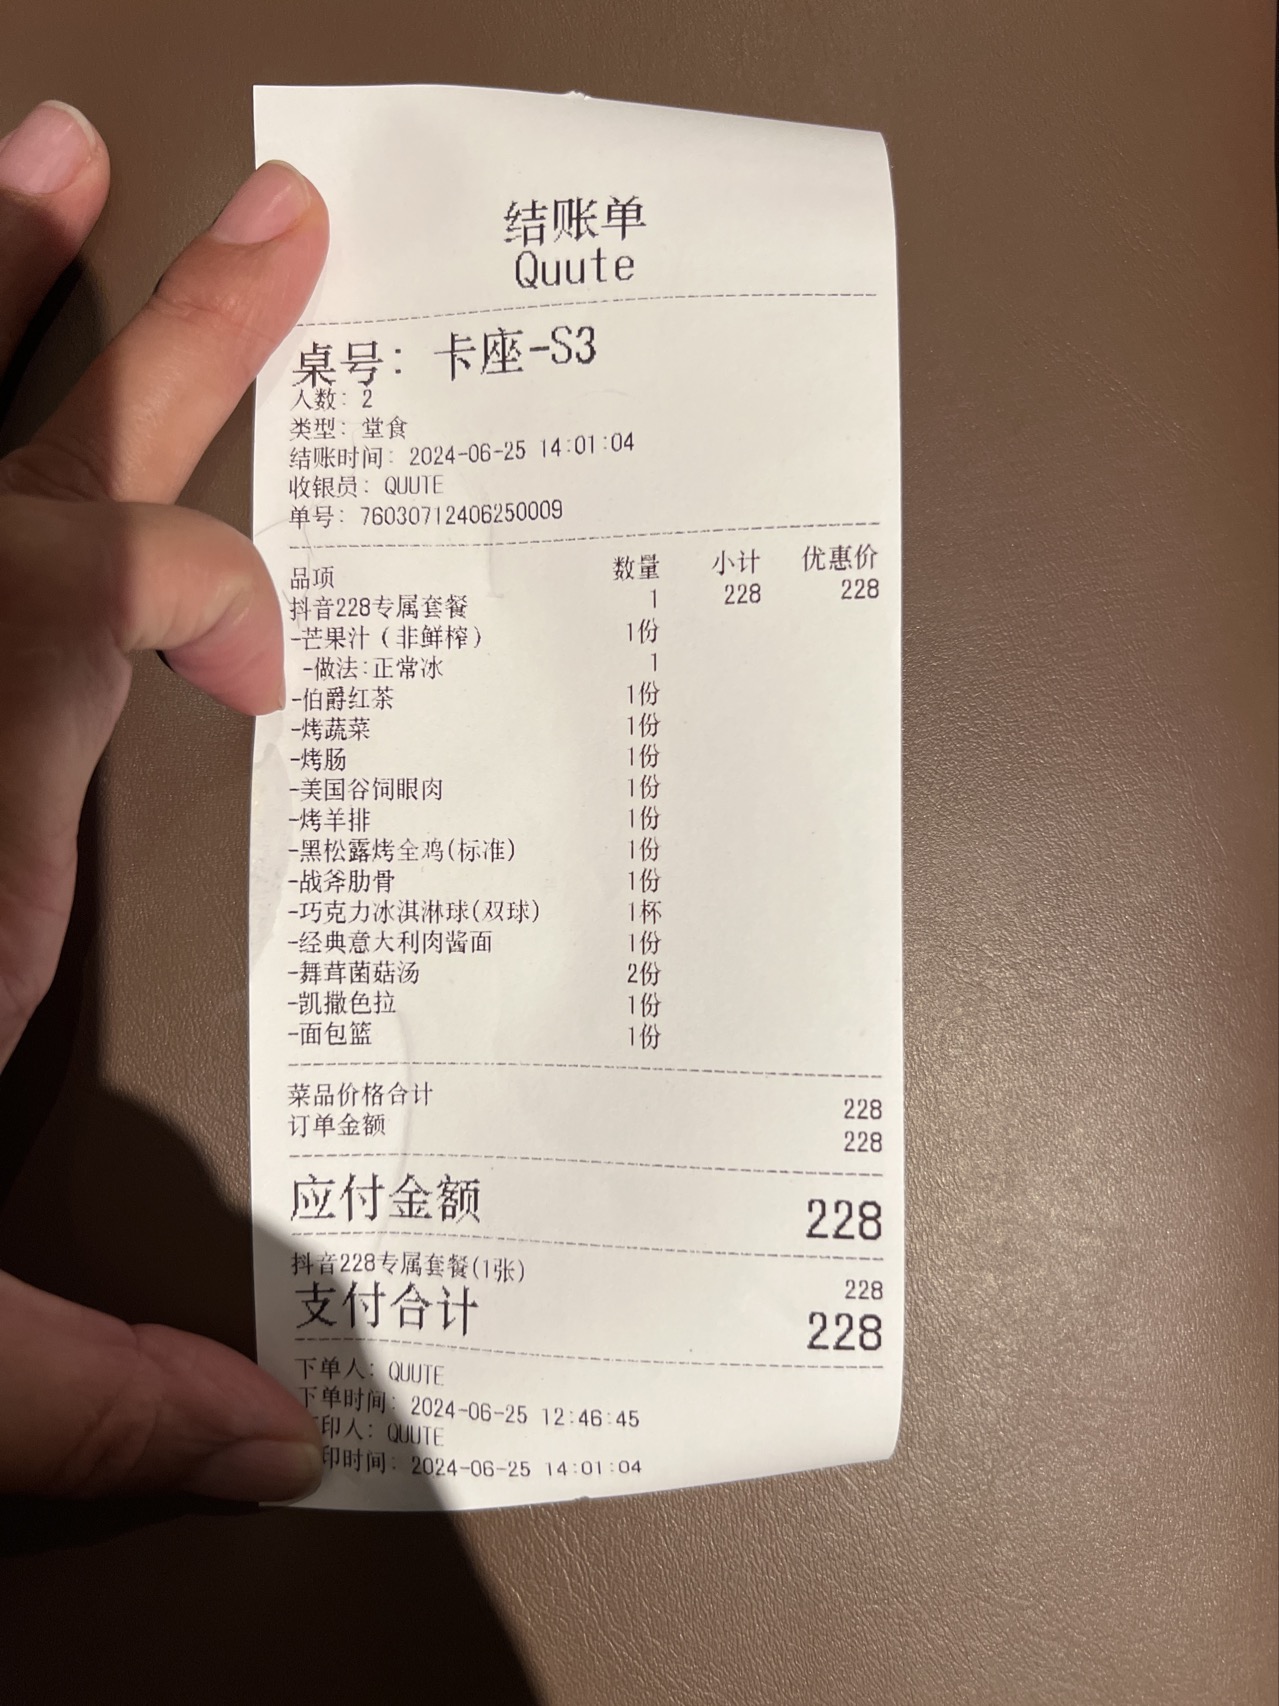 结账单
Quute
桌号: 卡座-S3
人数: 2
类型: 堂食
结账时间: 2024-06-25 14:01:04
收银员: QUUTE
单号: 76030712406250009
品项 数量 小计 优惠价
抖音228专属套餐 1 228 228
-芒果汁(非鲜榨) 1份
-做法:正常冰 1
-伯爵红茶 1份
-烤蔬菜 1份
-烤肠 1份
-美国谷饲眼肉 1份
-烤羊排 1份
-黑松露烤全鸡(标准) 1份
-战斧肋骨 1份
-巧克力冰淇淋球(双球) 1杯
-经典意大利肉酱面 1份
-舞茸菌菇汤 2份
-凯撒色拉 1份
-面包篮 1份
菜品价格合计 228
订单金额 228
应付金额 228
抖音228专属套餐(1张) 228
支付合计 228
下单人: QUUTE
下单时间: 2024-06-25 12:46:45
印人: QUUTE
印时间: 2024-06-25 14:01:04